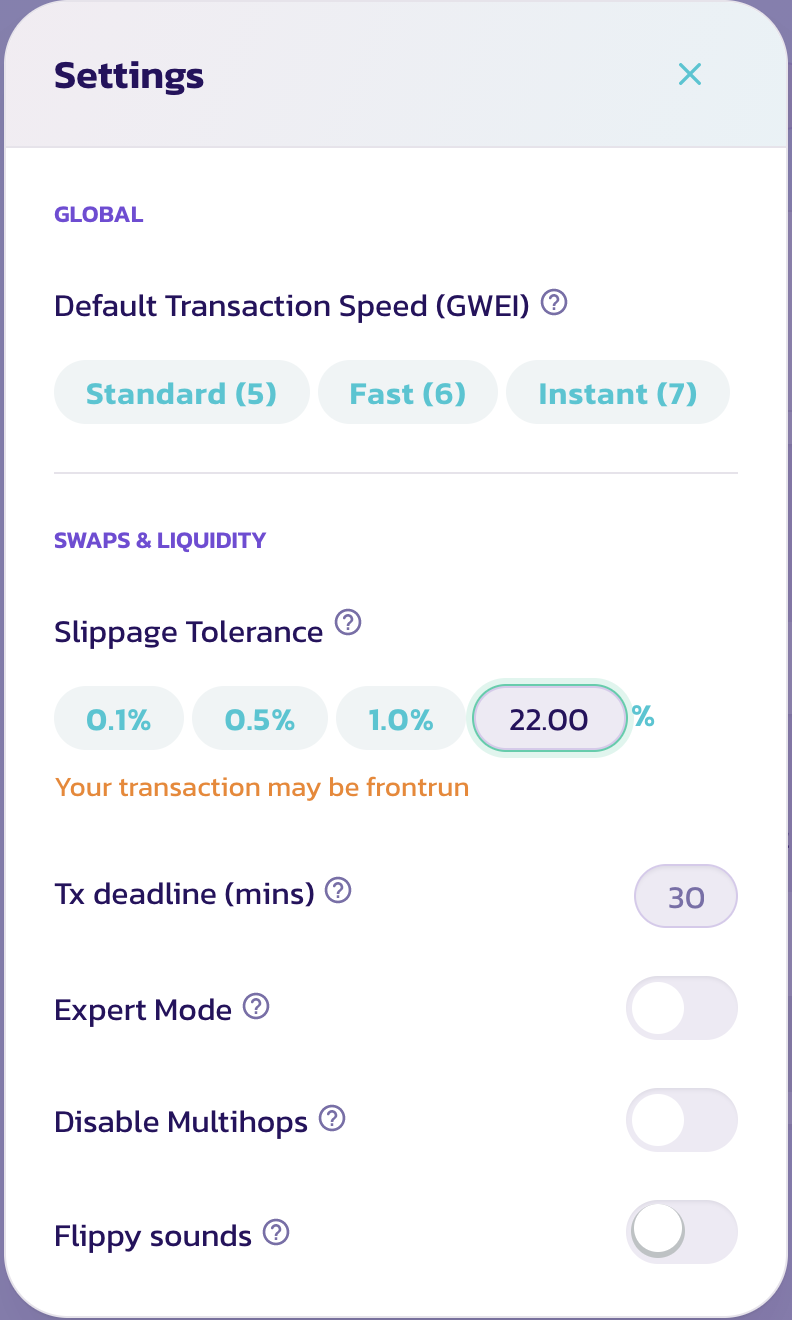 Settings
GLOBAL
Default Transaction Speed (GWEI) ?
Standard (5) Fast (6) Instant (7)
SWAPS & LIQUIDITY
Slippage Tolerance ?
0.1% 0.5% 1.0% 22.00 %
Your transaction may be frontrun
Tx deadline (mins) ? 30
Expert Mode ?
Disable Multihops ?
Flippy sounds ?